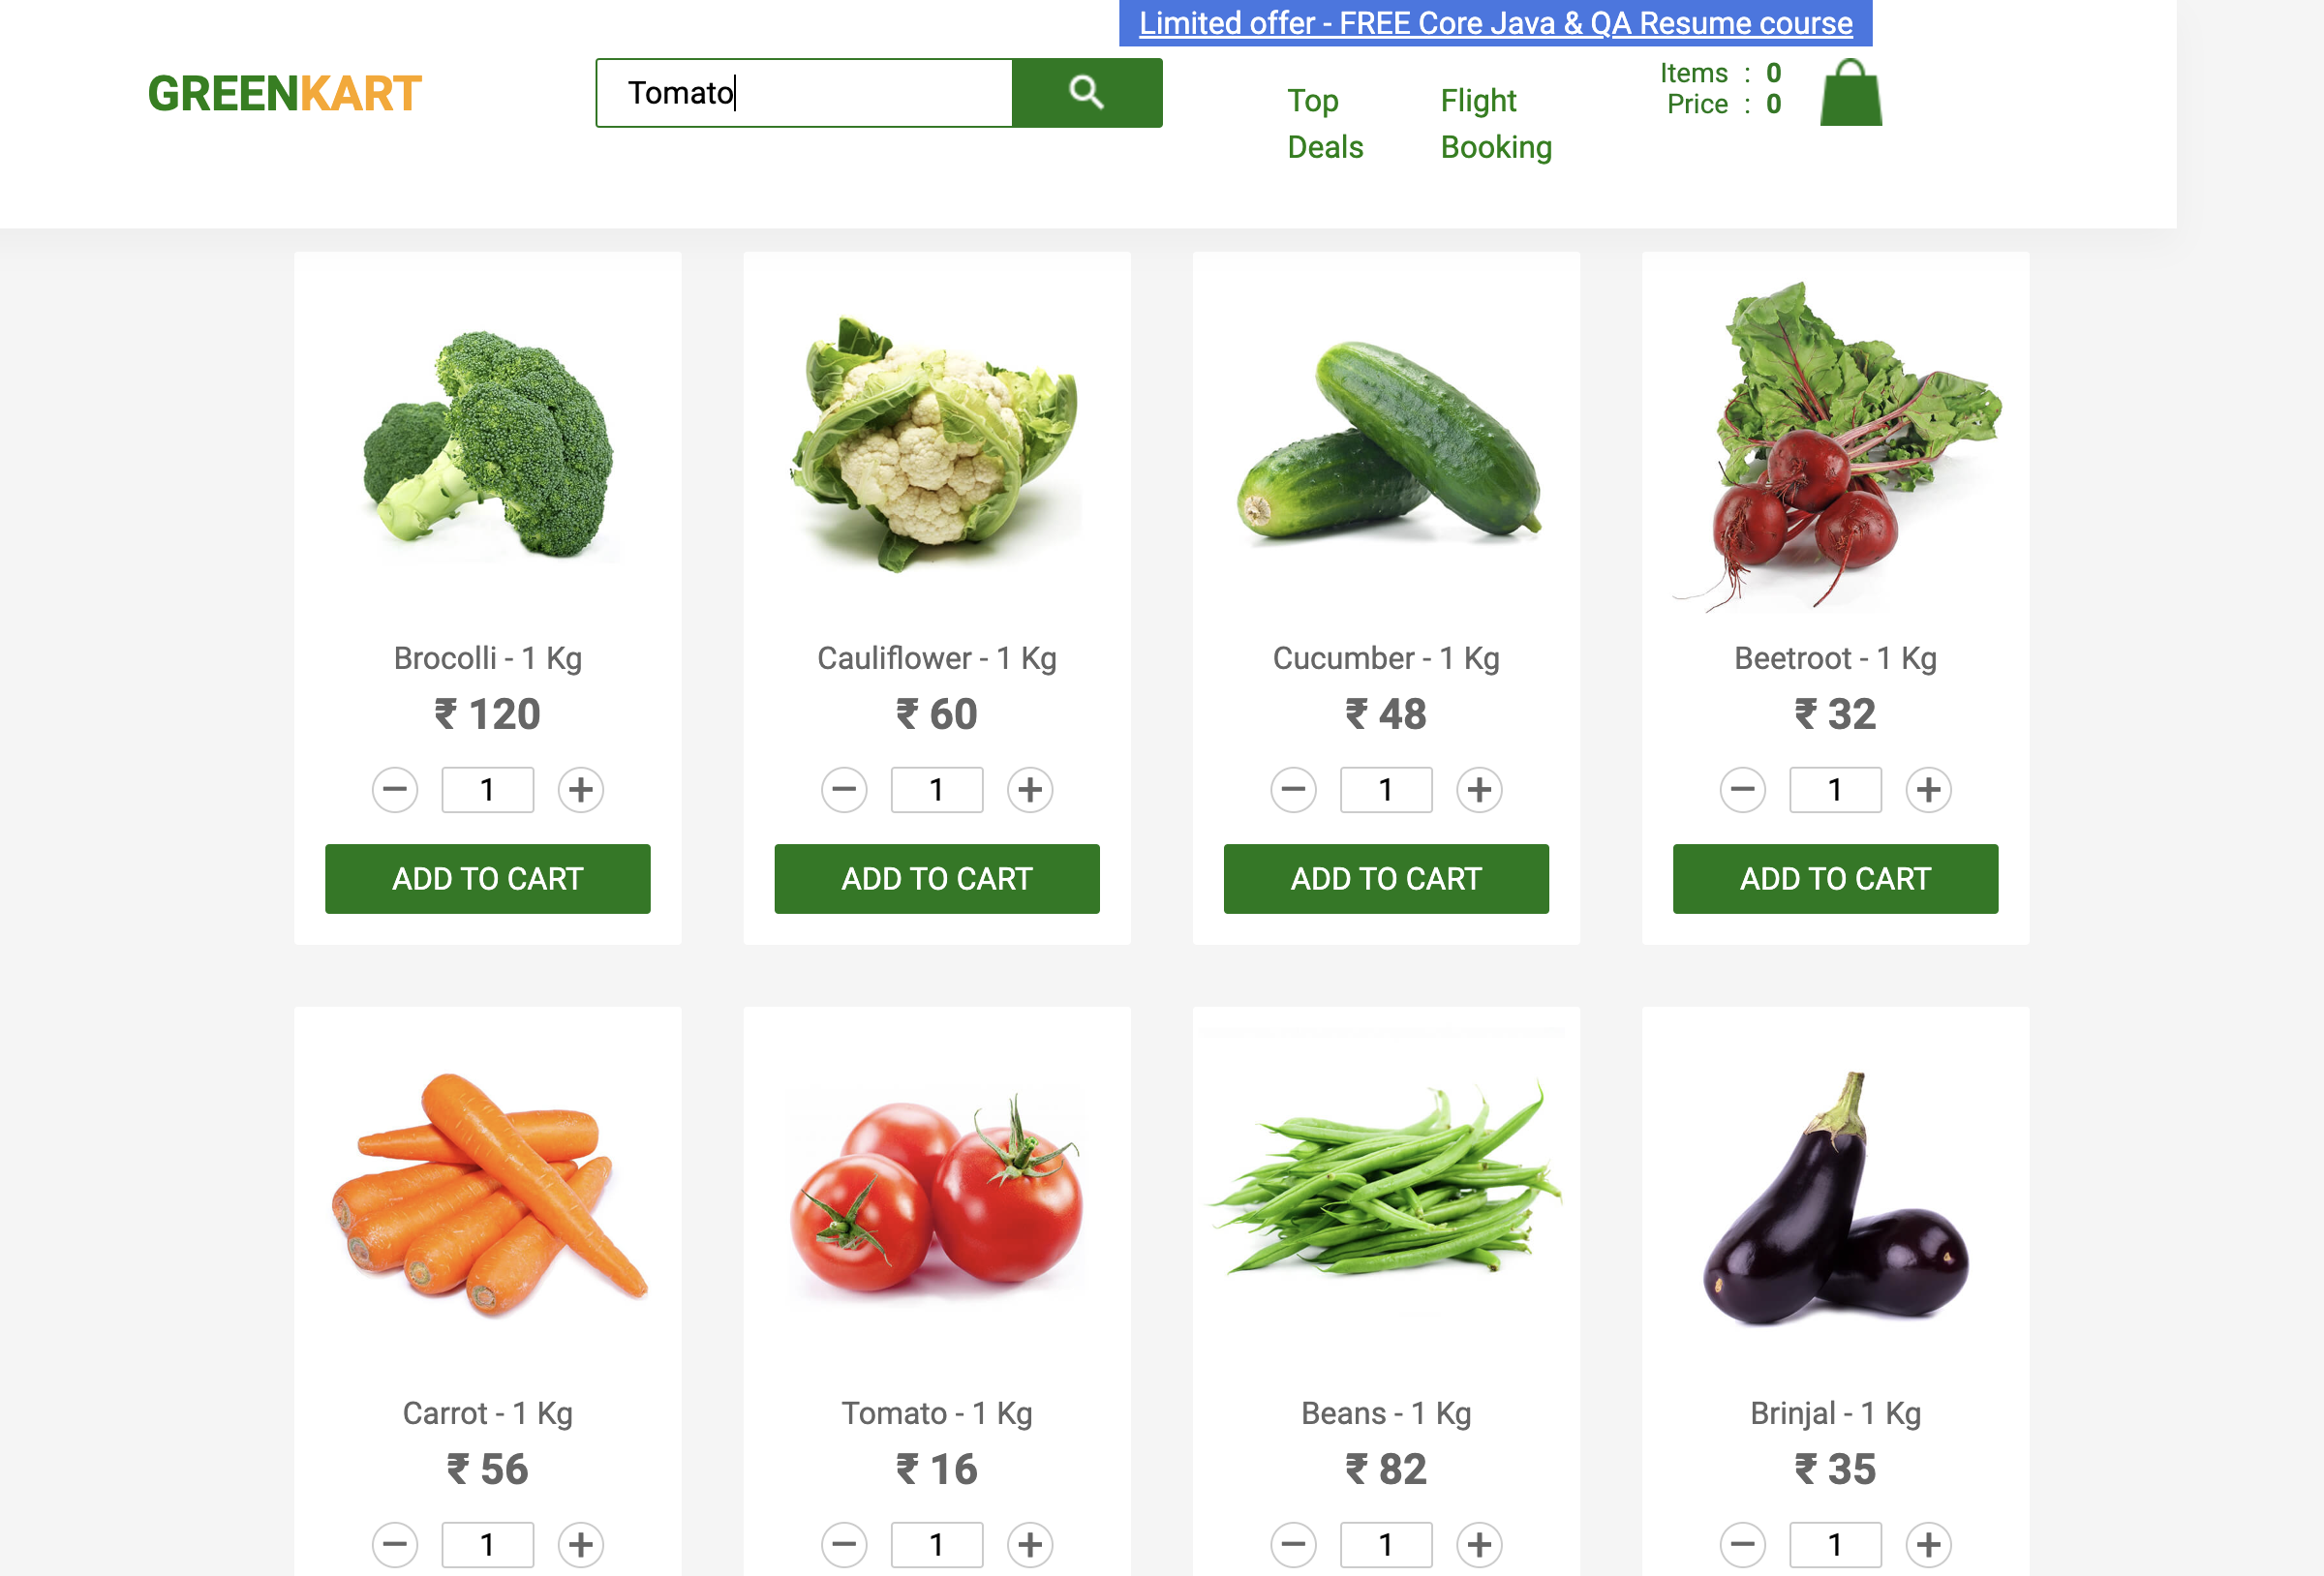 Limited offer - FREE Core Java & QA Resume course
GREENKART
Tomato
Top Deals
Flight Booking
Items : 0
Price : 0
Brocolli - 1 Kg
₹ 120
− 1 +
ADD TO CART
Cauliflower - 1 Kg
₹ 60
− 1 +
ADD TO CART
Cucumber - 1 Kg
₹ 48
− 1 +
ADD TO CART
Beetroot - 1 Kg
₹ 32
− 1 +
ADD TO CART
Carrot - 1 Kg
₹ 56
− 1 +
Tomato - 1 Kg
₹ 16
− 1 +
Beans - 1 Kg
₹ 82
− 1 +
Brinjal - 1 Kg
₹ 35
− 1 +